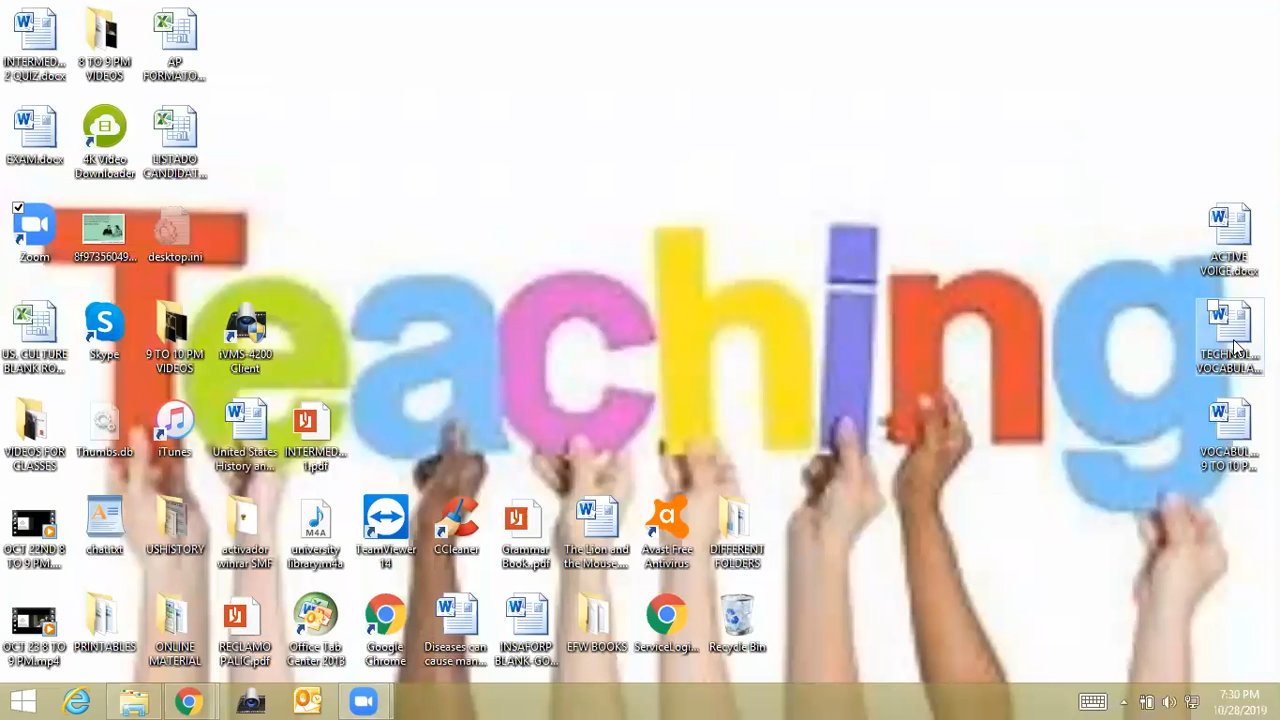 INTERMED...
2 QUIZ.docx
8 TO 9 PM
VIDEOS
AP
FORMATO...
EXAM.docx
4K Video
Downloader
LISTADO
CANDIDAT...
Zoom
8f97356049...
desktop.ini
ACTIVE
VOICE.docx
Teaching
US. CULTURE
BLANK RO...
Skype
9 TO 10 PM
VIDEOS
iVMS-4200
Client
TECHNOL...
VOCABULA...
VIDEOS FOR
CLASSES
Thumbs.db
iTunes
United States
History an...
INTERMED...
1.pdf
VOCABUL...
9 TO 10 P...
OCT 22ND 8
TO 9 PM....
chat.txt
USHISTORY
activador
winrar SMF
M4A
university
library.m4a
TeamViewer
14
CCleaner
Grammar
Book..pdf
The Lion and
the Mouse....
Avast Free
Antivirus
DIFFERENT
FOLDERS
OCT 23 8 TO
9 PM.mp4
PRINTABLES
ONLINE
MATERIAL
RECLAMO
PALIC.pdf
Office Tab
Center 2013
Google
Chrome
Diseases can
cause man...
INSAFORP
BLANK-GO...
EFW BOOKS
ServiceLogi...
Recycle Bin
7:30 PM
10/28/2019